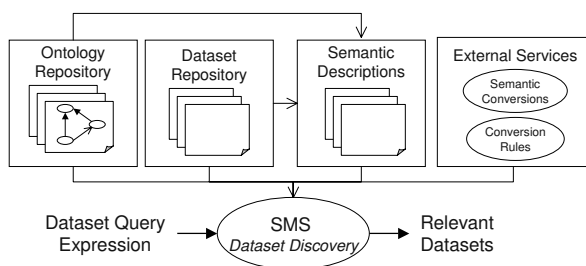 Ontology
Repository
Dataset
Repository
Semantic
Descriptions
External Services
Semantic
Conversions
Conversion
Rules
Dataset Query
Expression
SMS
Dataset Discovery
Relevant
Datasets